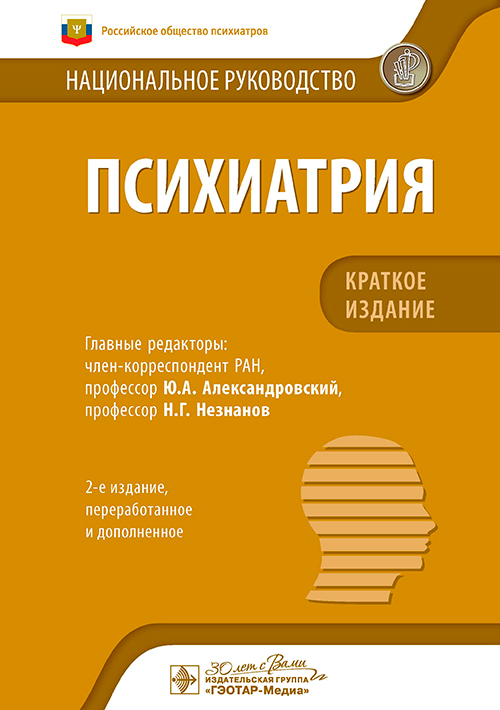 Российское общество психиатров
НАЦИОНАЛЬНОЕ РУКОВОДСТВО
ПСИХИАТРИЯ
КРАТКОЕ
ИЗДАНИЕ
Главные редакторы:
член-корреспондент РАН,
профессор Ю.А. Александровский,
профессор Н.Г. Незнанов
2-е издание,
переработанное
и дополненное
30 лет с Вами
ИЗДАТЕЛЬСКАЯ ГРУППА
«ГЭОТАР-Медиа»